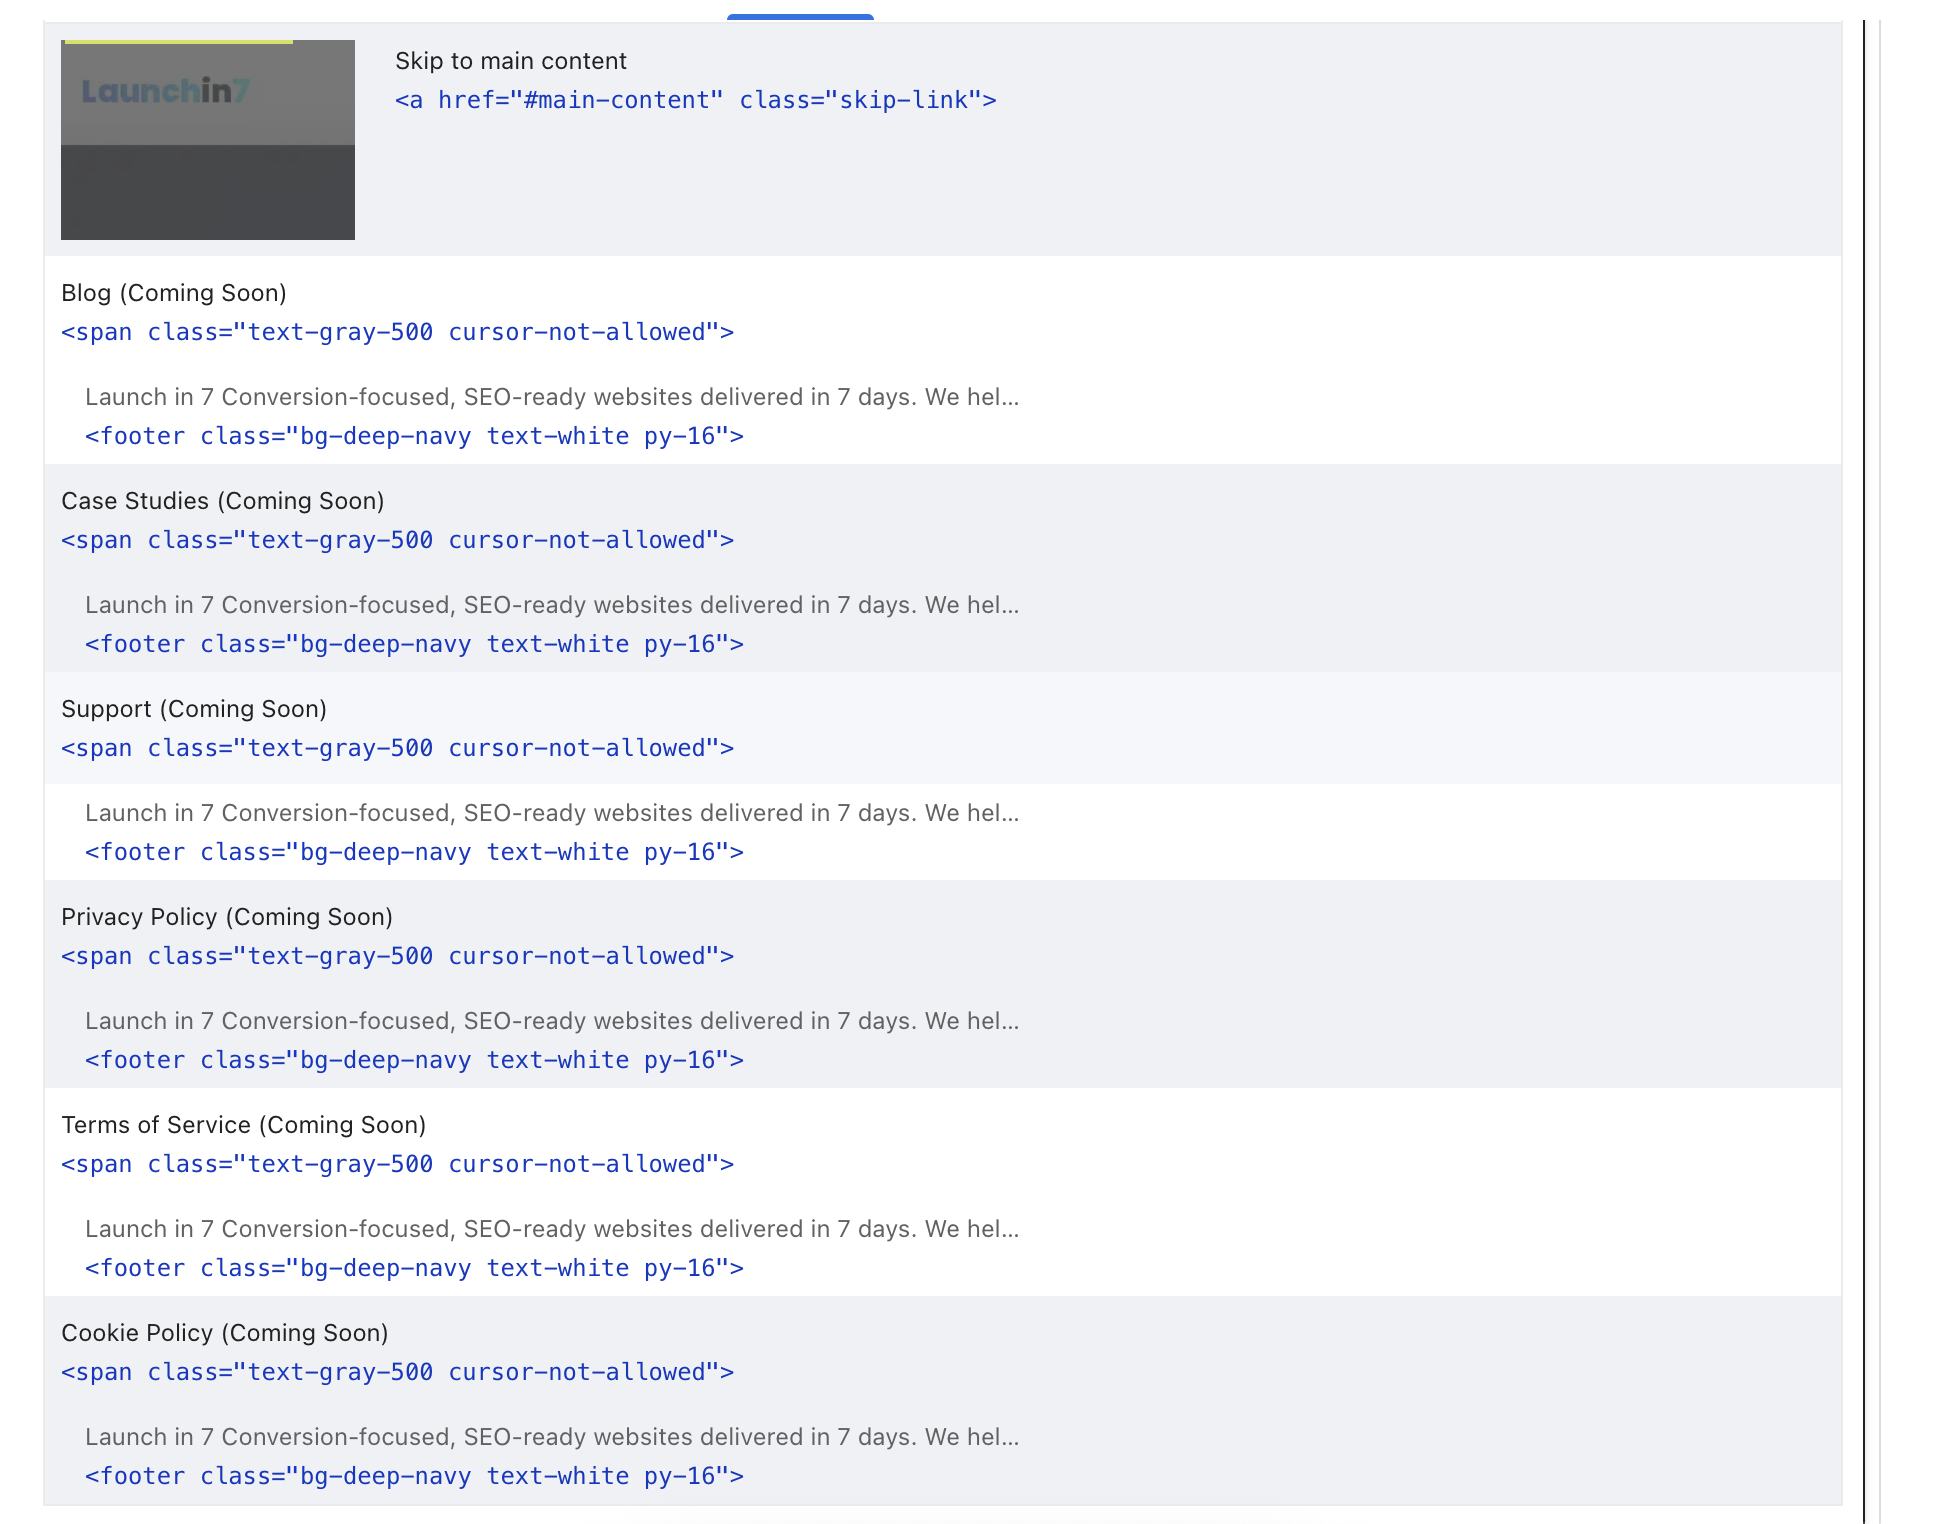 Launchin7
Skip to main content
<a href="#main-content" class="skip-link">
Blog (Coming Soon)
<span class="text-gray-500 cursor-not-allowed">
Launch in 7 Conversion-focused, SEO-ready websites delivered in 7 days. We hel...
<footer class="bg-deep-navy text-white py-16">
Case Studies (Coming Soon)
<span class="text-gray-500 cursor-not-allowed">
Launch in 7 Conversion-focused, SEO-ready websites delivered in 7 days. We hel...
<footer class="bg-deep-navy text-white py-16">
Support (Coming Soon)
<span class="text-gray-500 cursor-not-allowed">
Launch in 7 Conversion-focused, SEO-ready websites delivered in 7 days. We hel...
<footer class="bg-deep-navy text-white py-16">
Privacy Policy (Coming Soon)
<span class="text-gray-500 cursor-not-allowed">
Launch in 7 Conversion-focused, SEO-ready websites delivered in 7 days. We hel...
<footer class="bg-deep-navy text-white py-16">
Terms of Service (Coming Soon)
<span class="text-gray-500 cursor-not-allowed">
Launch in 7 Conversion-focused, SEO-ready websites delivered in 7 days. We hel...
<footer class="bg-deep-navy text-white py-16">
Cookie Policy (Coming Soon)
<span class="text-gray-500 cursor-not-allowed">
Launch in 7 Conversion-focused, SEO-ready websites delivered in 7 days. We hel...
<footer class="bg-deep-navy text-white py-16">